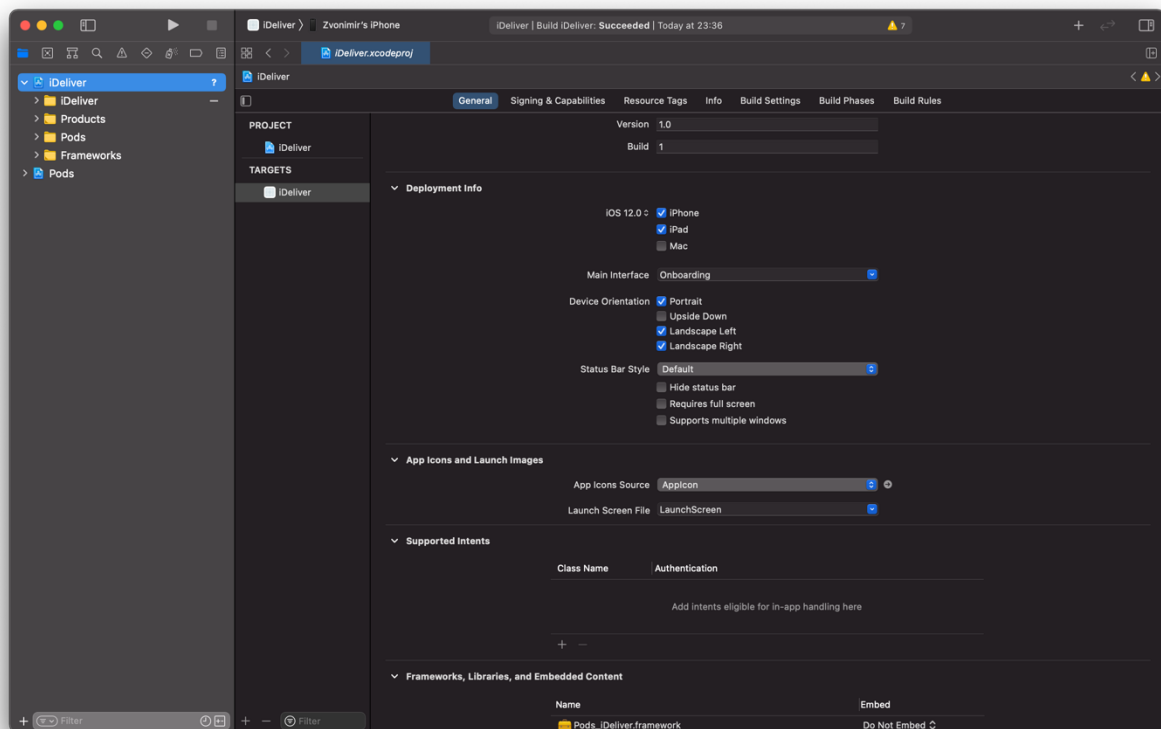 iDeliver
Zvonimir's iPhone
iDeliver | Build iDeliver: Succeeded | Today at 23:36
7
iDeliver.xcodeproj
iDeliver ?
iDeliver
Products
Pods
Frameworks
Pods
iDeliver
General Signing & Capabilities Resource Tags Info Build Settings Build Phases Build Rules
PROJECT
iDeliver
TARGETS
iDeliver
Version 1.0
Build 1
Deployment Info
iOS 12.0 iPhone
iPad
Mac
Main Interface Onboarding
Device Orientation Portrait
Upside Down
Landscape Left
Landscape Right
Status Bar Style Default
Hide status bar
Requires full screen
Supports multiple windows
App Icons and Launch Images
App Icons Source AppIcon
Launch Screen File LaunchScreen
Supported Intents
Class Name Authentication
Add intents eligible for in-app handling here
Frameworks, Libraries, and Embedded Content
Name Embed
Pods_iDeliver.framework Do Not Embed
Filter
Filter